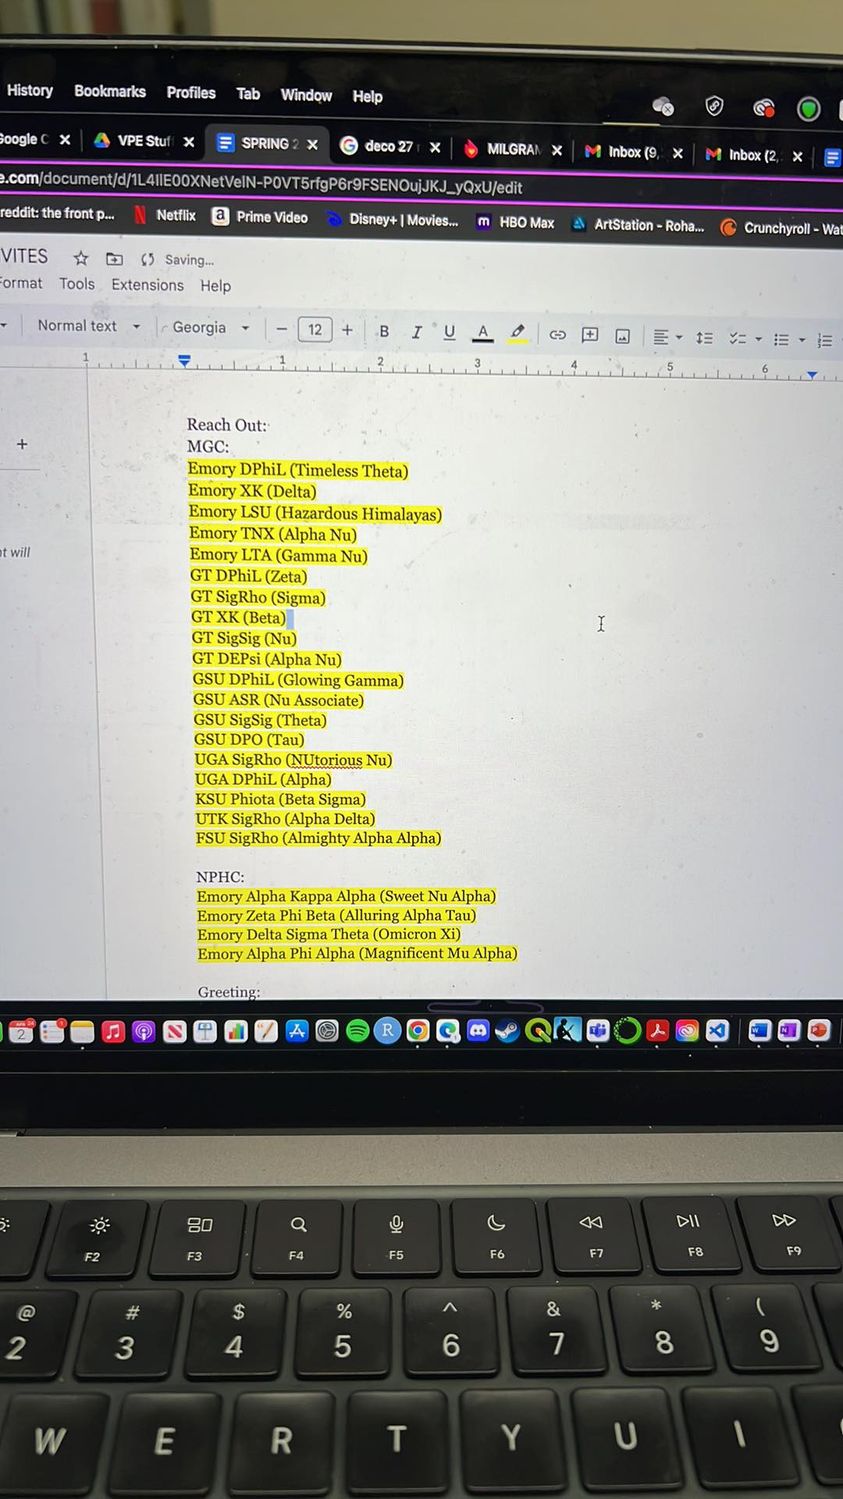 History Bookmarks Profiles Tab Window Help
VPE Stuf SPRING 2 deco 27 MILGRAM Inbox (9, Inbox (2,
e.com/document/d/1L4IlE00XNetVeIN-P0VT5rfgP6r9FSENOujJKJ_yQxU/edit
reddit: the front p... Netflix Prime Video Disney+ | Movies... HBO Max ArtStation - Roha... Crunchyroll - Wat
VITES Saving...
Format Tools Extensions Help
Normal text Georgia 12 B I U A
1 1 2 3 4 5 6
Reach Out:
MGC:
Emory DPhiL (Timeless Theta)
Emory XK (Delta)
Emory LSU (Hazardous Himalayas)
Emory TNX (Alpha Nu)
Emory LTA (Gamma Nu)
nt will
GT DPhiL (Zeta)
GT SigRho (Sigma)
GT XK (Beta)
GT SigSig (Nu)
GT DEPsi (Alpha Nu)
GSU DPhiL (Glowing Gamma)
GSU ASR (Nu Associate)
GSU SigSig (Theta)
GSU DPO (Tau)
UGA SigRho (NUtorious Nu)
UGA DPhiL (Alpha)
KSU Phiota (Beta Sigma)
UTK SigRho (Alpha Delta)
FSU SigRho (Almighty Alpha Alpha)
NPHC:
Emory Alpha Kappa Alpha (Sweet Nu Alpha)
Emory Zeta Phi Beta (Alluring Alpha Tau)
Emory Delta Sigma Theta (Omicron Xi)
Emory Alpha Phi Alpha (Magnificent Mu Alpha)
Greeting:
F2 F3 F4 F5 F6 F7 F8 F9
@ # $ % ^ & * (
2 3 4 5 6 7 8 9
W E R T Y U I